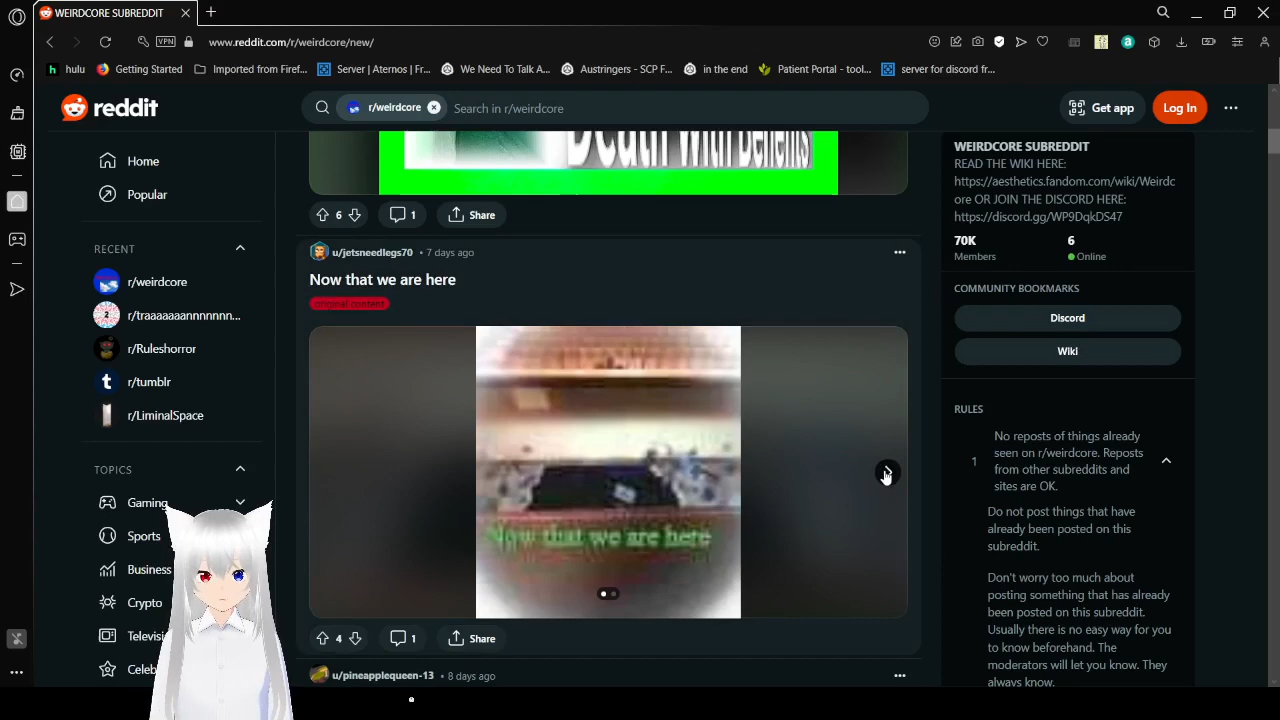 WEIRDCORE SUBREDDIT
VPN
www.reddit.com/r/weirdcore/new/
hulu
Getting Started
Imported from Firef...
Server | Aternos | Fr...
We Need To Talk A...
Austringers - SCP F...
in the end
Patient Portal - tool...
server for discord fr...
reddit
r/weirdcore
Search in r/weirdcore
Get app
Log In
Home
Popular
RECENT
r/weirdcore
r/traaaaaaannnnnnn...
r/Ruleshorror
r/tumblr
r/LiminalSpace
TOPICS
Gaming
Sports
Business
Crypto
Televisi
Celeb
Death With Benefits
6
1
Share
u/jetsneedlegs70 • 7 days ago
Now that we are here
original content
Now that we are here
4
1
Share
u/pineapplequeen-13 • 8 days ago
WEIRDCORE SUBREDDIT
READ THE WIKI HERE:
https://aesthetics.fandom.com/wiki/Weirdc
ore OR JOIN THE DISCORD HERE:
https://discord.gg/WP9DqkDS47
70K
Members
6
Online
COMMUNITY BOOKMARKS
Discord
Wiki
RULES
1
No reposts of things already
seen on r/weirdcore. Reposts
from other subreddits and
sites are OK.
Do not post things that have
already been posted on this
subreddit.
Don't worry too much about
posting something that has already
been posted on this subreddit.
Usually there is no easy way for you
to know beforehand. The
moderators will let you know. They
always know.